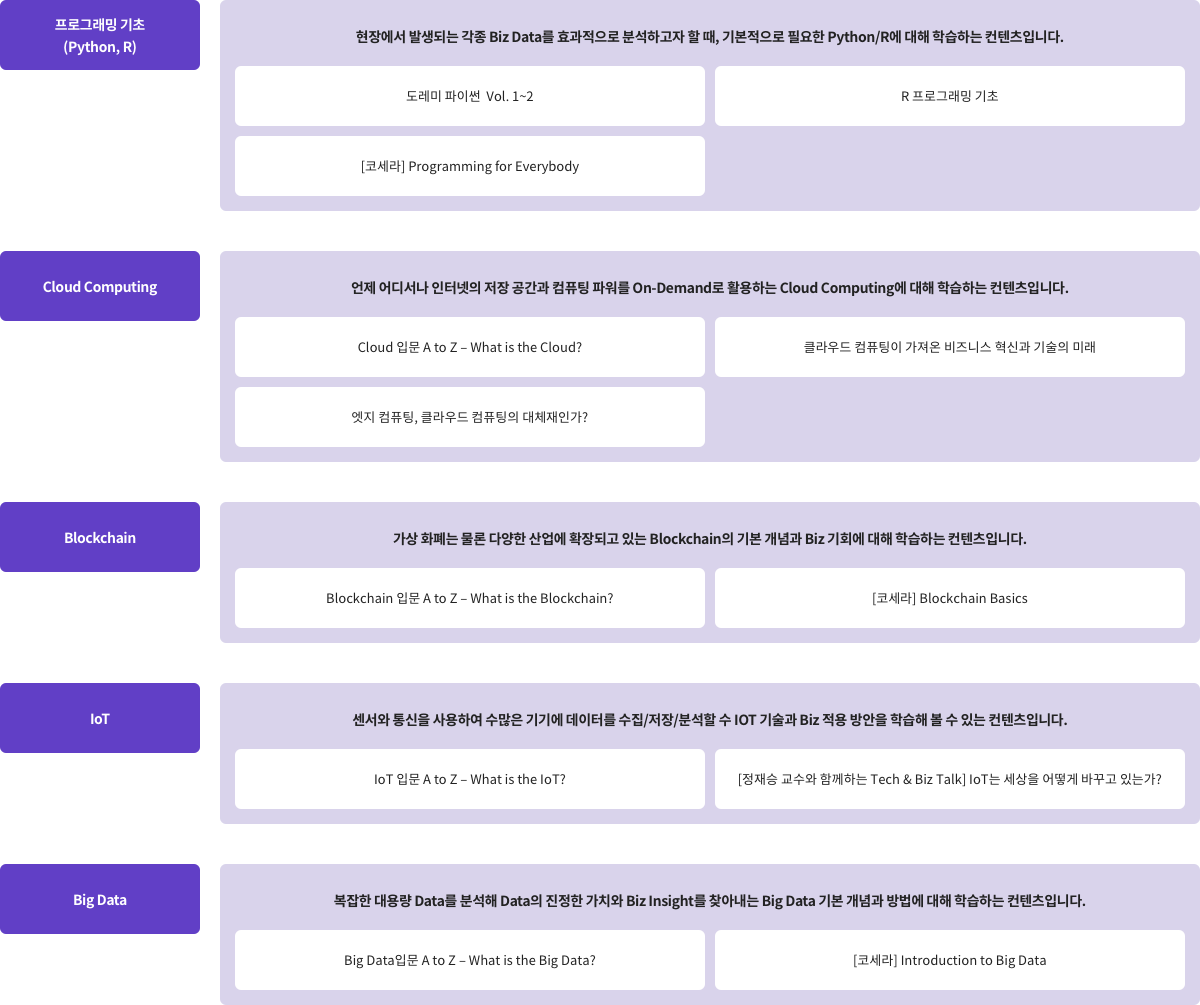 프로그래밍 기초
(Python, R)
현장에서 발생되는 각종 Biz Data를 효과적으로 분석하고자 할 때, 기본적으로 필요한 Python/R에 대해 학습하는 컨텐츠입니다.
도레미 파이썬 Vol. 1~2
R 프로그래밍 기초
[코세라] Programming for Everybody
Cloud Computing
언제 어디서나 인터넷의 저장 공간과 컴퓨팅 파워를 On-Demand로 활용하는 Cloud Computing에 대해 학습하는 컨텐츠입니다.
Cloud 입문 A to Z – What is the Cloud?
클라우드 컴퓨팅이 가져온 비즈니스 혁신과 기술의 미래
엣지 컴퓨팅, 클라우드 컴퓨팅의 대체재인가?
Blockchain
가상 화폐는 물론 다양한 산업에 확장되고 있는 Blockchain의 기본 개념과 Biz 기회에 대해 학습하는 컨텐츠입니다.
Blockchain 입문 A to Z – What is the Blockchain?
[코세라] Blockchain Basics
IoT
센서와 통신을 사용하여 수많은 기기에 데이터를 수집/저장/분석할 수 IOT 기술과 Biz 적용 방안을 학습해 볼 수 있는 컨텐츠입니다.
IoT 입문 A to Z – What is the IoT?
[정재승 교수와 함께하는 Tech & Biz Talk] IoT는 세상을 어떻게 바꾸고 있는가?
Big Data
복잡한 대용량 Data를 분석해 Data의 진정한 가치와 Biz Insight를 찾아내는 Big Data 기본 개념과 방법에 대해 학습하는 컨텐츠입니다.
Big Data입문 A to Z – What is the Big Data?
[코세라] Introduction to Big Data